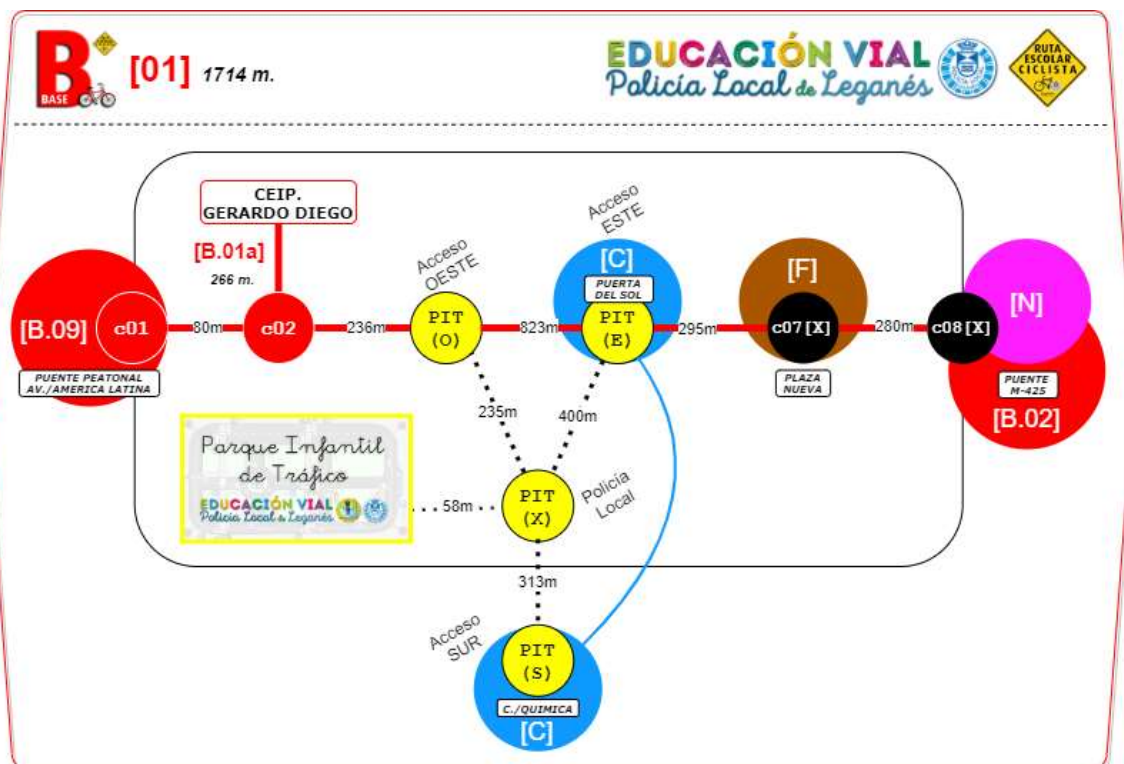 B
BASE
[01] 1714 m.
EDUCACIÓN VIAL
Policía Local de Leganés
RUTA
ESCOLAR
CICLISTA
CEIP.
GERARDO DIEGO
[B.01a]
266 m.
Acceso
OESTE
Acceso
ESTE
[C]
PUERTA
DEL SOL
[F]
[N]
[B.09]
c01
80m
c02
236m
PIT
(O)
823m
PIT
(E)
295m
c07[X]
280m
c08[X]
PUENTE PEATONAL
AV./AMERICA LATINA
PLAZA
NUEVA
PUENTE
M-425
[B.02]
235m
400m
Parque Infantil
de Tráfico
EDUCACIÓN VIAL
Policía Local de Leganés
58m
PIT
(X)
Policía
Local
313m
Acceso
SUR
PIT
(S)
C./QUIMICA
[C]